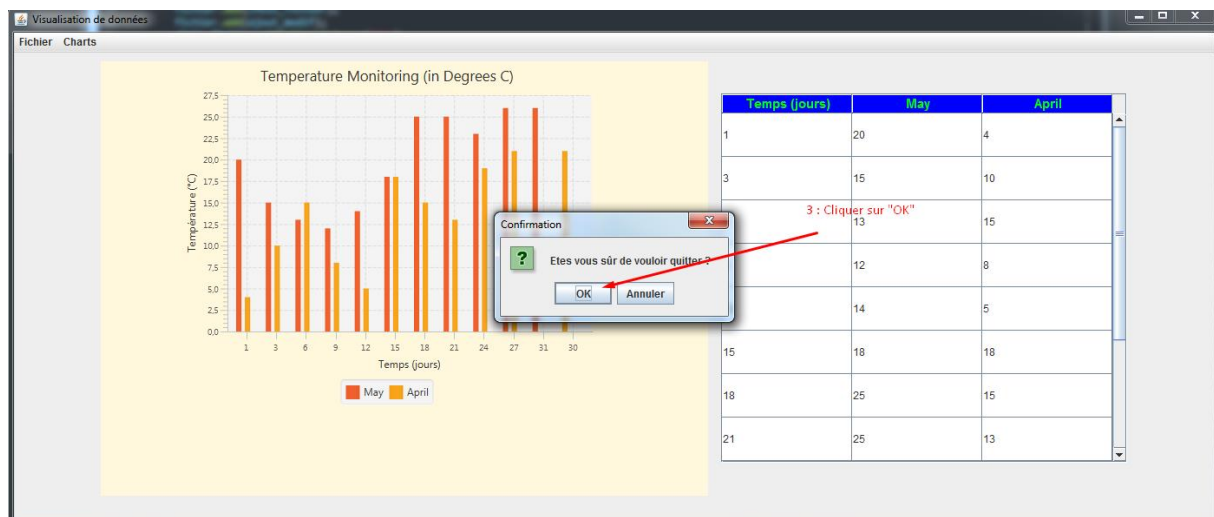 Visualisation de données
Fichier Charts
Temperature Monitoring (in Degrees C)
27,5
25,0
22,5
20,0
17,5
15,0
12,5
10,0
7,5
5,0
2,5
0,0
Température (°C)
1 3 6 9 12 15 18 21 24 27 31 30
Temps (jours)
May April
Confirmation
Etes vous sûr de vouloir quitter ?
OK Annuler
3 : Cliquer sur "OK"
Temps (jours) May April
1 20 4
3 15 10
13 15
12 8
14 5
15 18 18
18 25 15
21 25 13